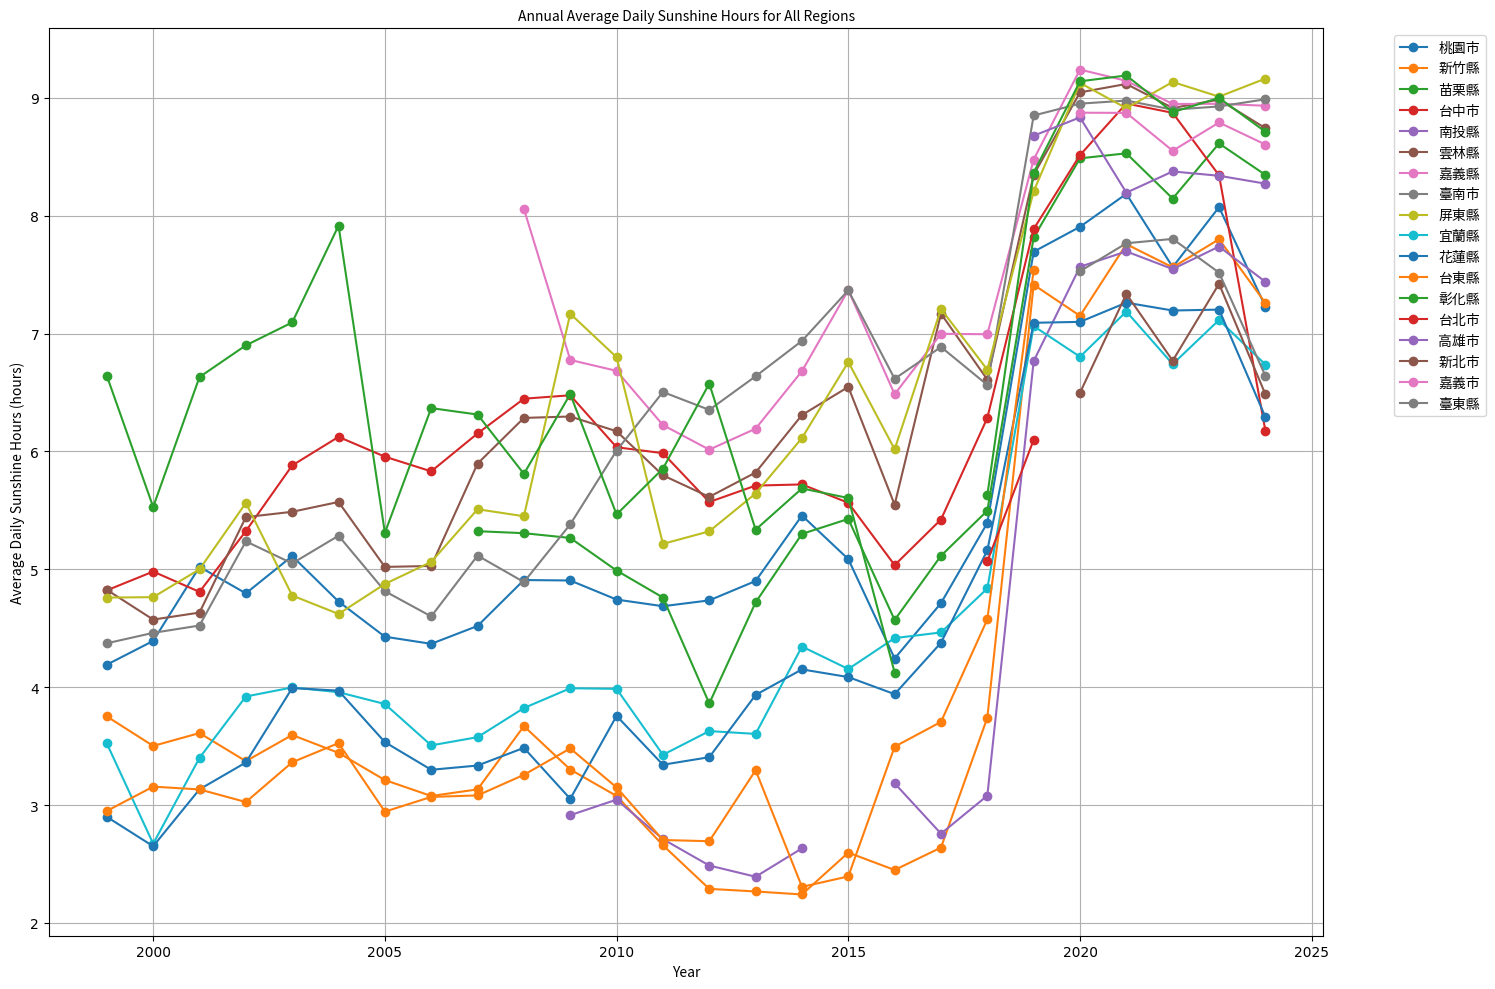 Annual Average Daily Sunshine Hours for All Regions
Average Daily Sunshine Hours (hours)
9
8
7
6
5
4
3
2
2000
2005
2010
2015
2020
2025
Year
桃園市
新竹縣
苗栗縣
台中市
南投縣
雲林縣
嘉義縣
臺南市
屏東縣
宜蘭縣
花蓮縣
台東縣
彰化縣
台北市
高雄市
新北市
嘉義市
臺東縣